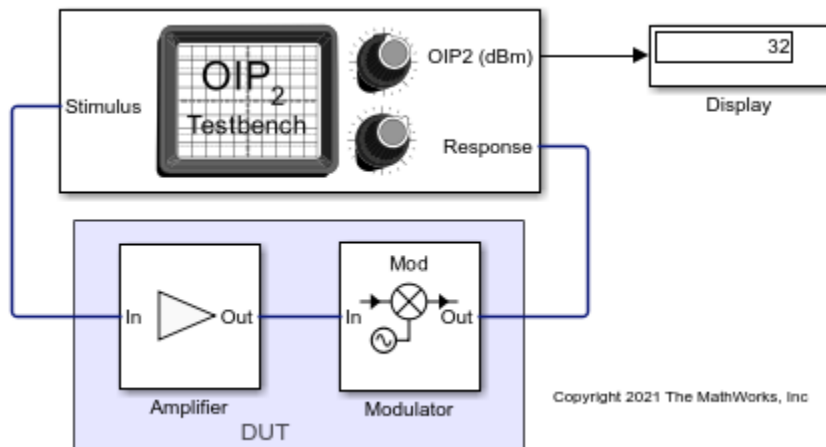 OIP2 (dBm)
32
Display
Stimulus
OIP2
Testbench
Response
Mod
In
Out
In
Out
Amplifier
Modulator
DUT
Copyright 2021 The MathWorks, Inc